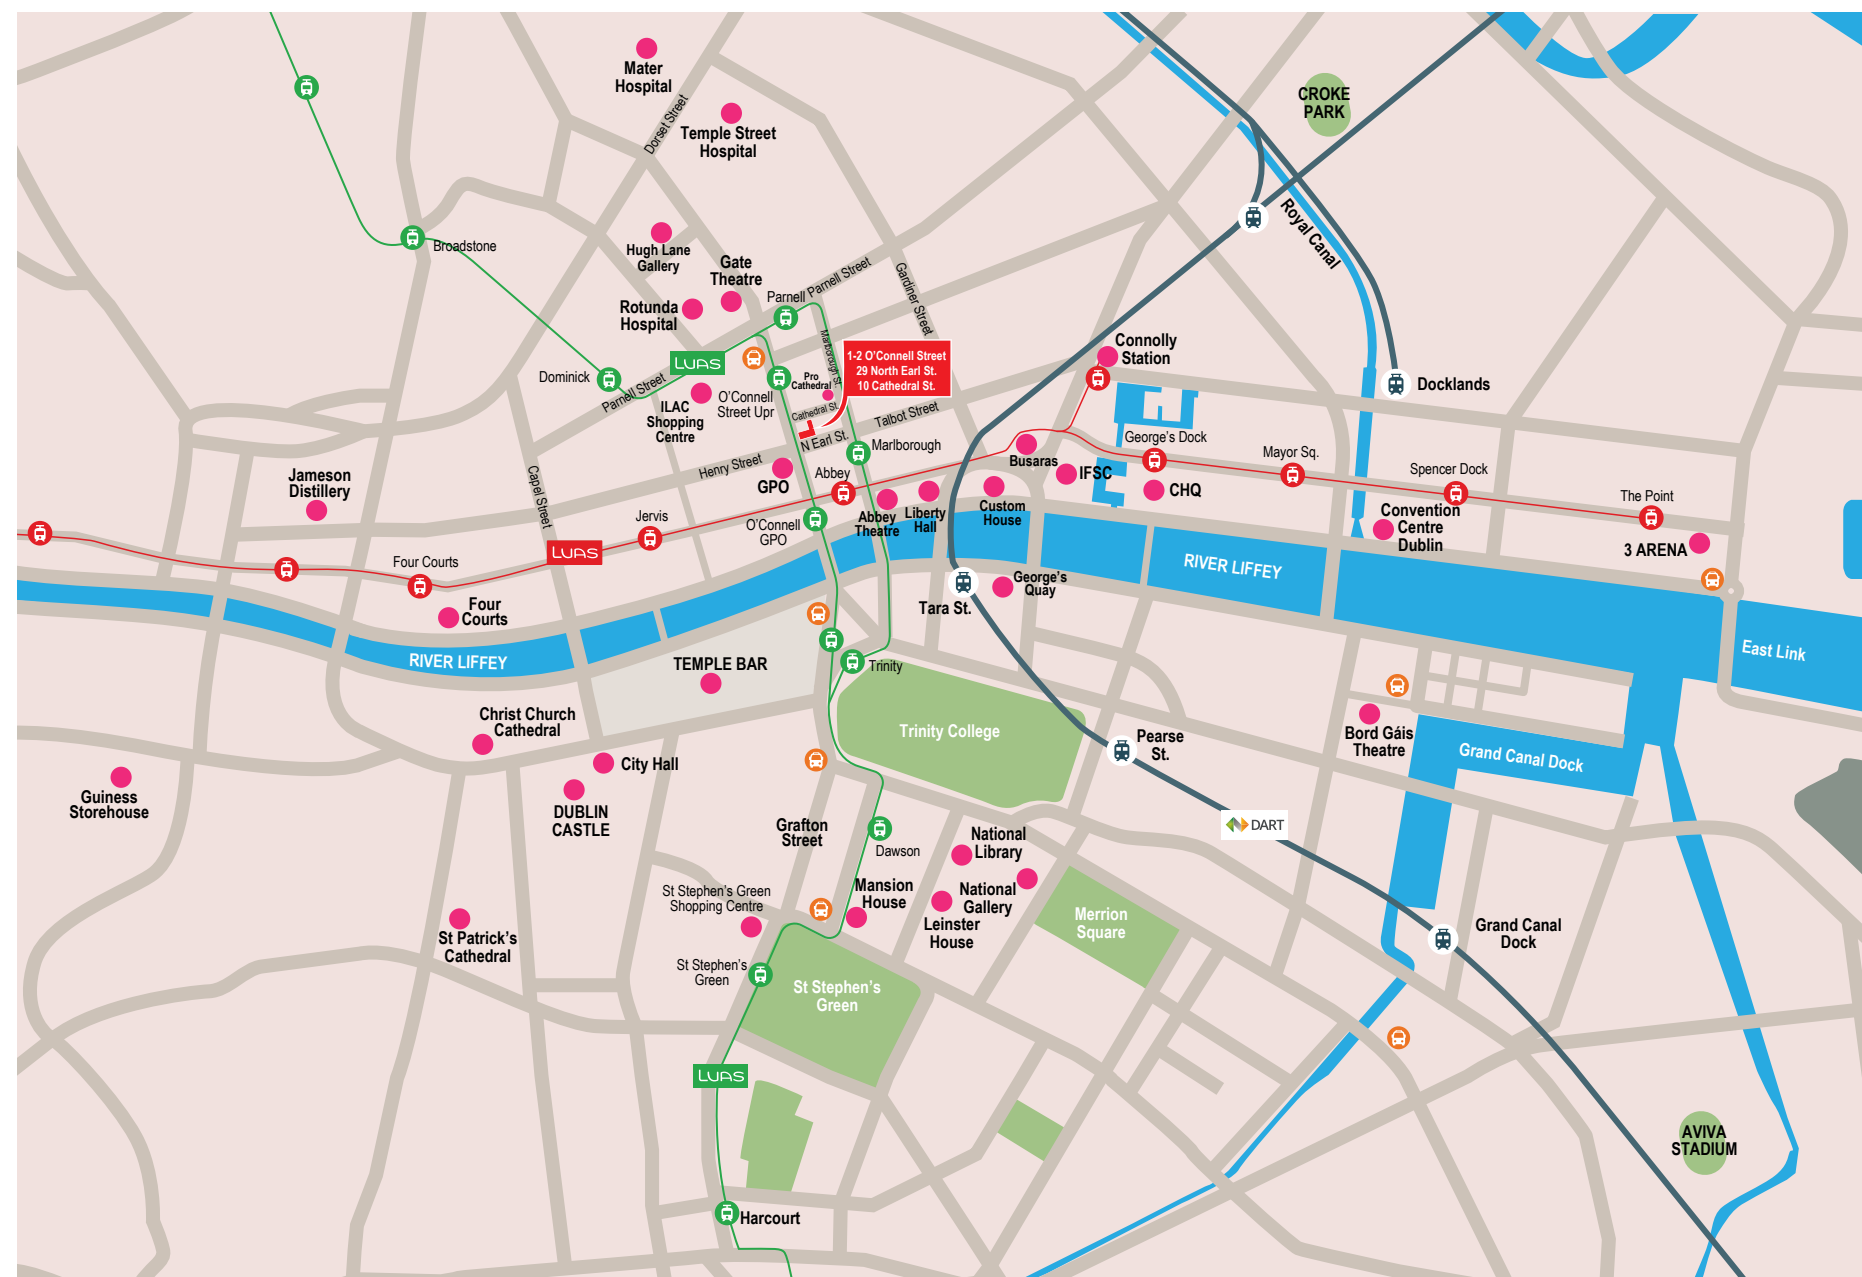 Mater
Hospital
Temple Street
Hospital
Dorset Street
CROKE
PARK
Royal Canal
Broadstone
Hugh Lane
Gallery
Gate
Theatre
Rotunda
Hospital
Parnell
Parnell Street
Gardiner Street
Marlborough St.
LUAS
Dominick
Parnell Street
ILAC
Shopping
Centre
O'Connell
Street Upr
Pro
Cathedral
Cathedral St.
1-2 O'Connell Street
29 North Earl St.
10 Cathedral St.
Talbot Street
N Earl St.
Marlborough
Connolly
Station
Docklands
Henry Street
GPO
Abbey
Capel Street
Jameson
Distillery
Busaras
IFSC
George's Dock
CHQ
Mayor Sq.
Spencer Dock
The Point
Convention
Centre
Dublin
3 ARENA
Jervis
O'Connell
GPO
Abbey
Theatre
Liberty
Hall
Custom
House
LUAS
Four Courts
Four
Courts
RIVER LIFFEY
RIVER LIFFEY
George's
Quay
Tara St.
East Link
TEMPLE BAR
Trinity
Trinity College
Christ Church
Cathedral
City Hall
DUBLIN
CASTLE
Guiness
Storehouse
Pearse
St.
Bord Gáis
Theatre
Grand Canal Dock
DART
Grafton
Street
Dawson
National
Library
National
Gallery
Leinster
House
Mansion
House
Merrion
Square
St Stephen's Green
Shopping Centre
St Patrick's
Cathedral
St Stephen's
Green
St Stephen's
Green
Grand Canal
Dock
LUAS
AVIVA
STADIUM
Harcourt